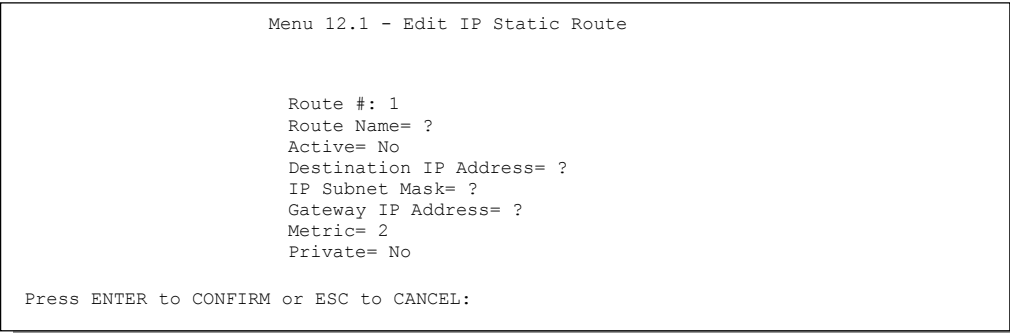 Menu 12.1 - Edit IP Static Route
Route #: 1
Route Name= ?
Active= No
Destination IP Address= ?
IP Subnet Mask= ?
Gateway IP Address= ?
Metric= 2
Private= No
Press ENTER to CONFIRM or ESC to CANCEL: